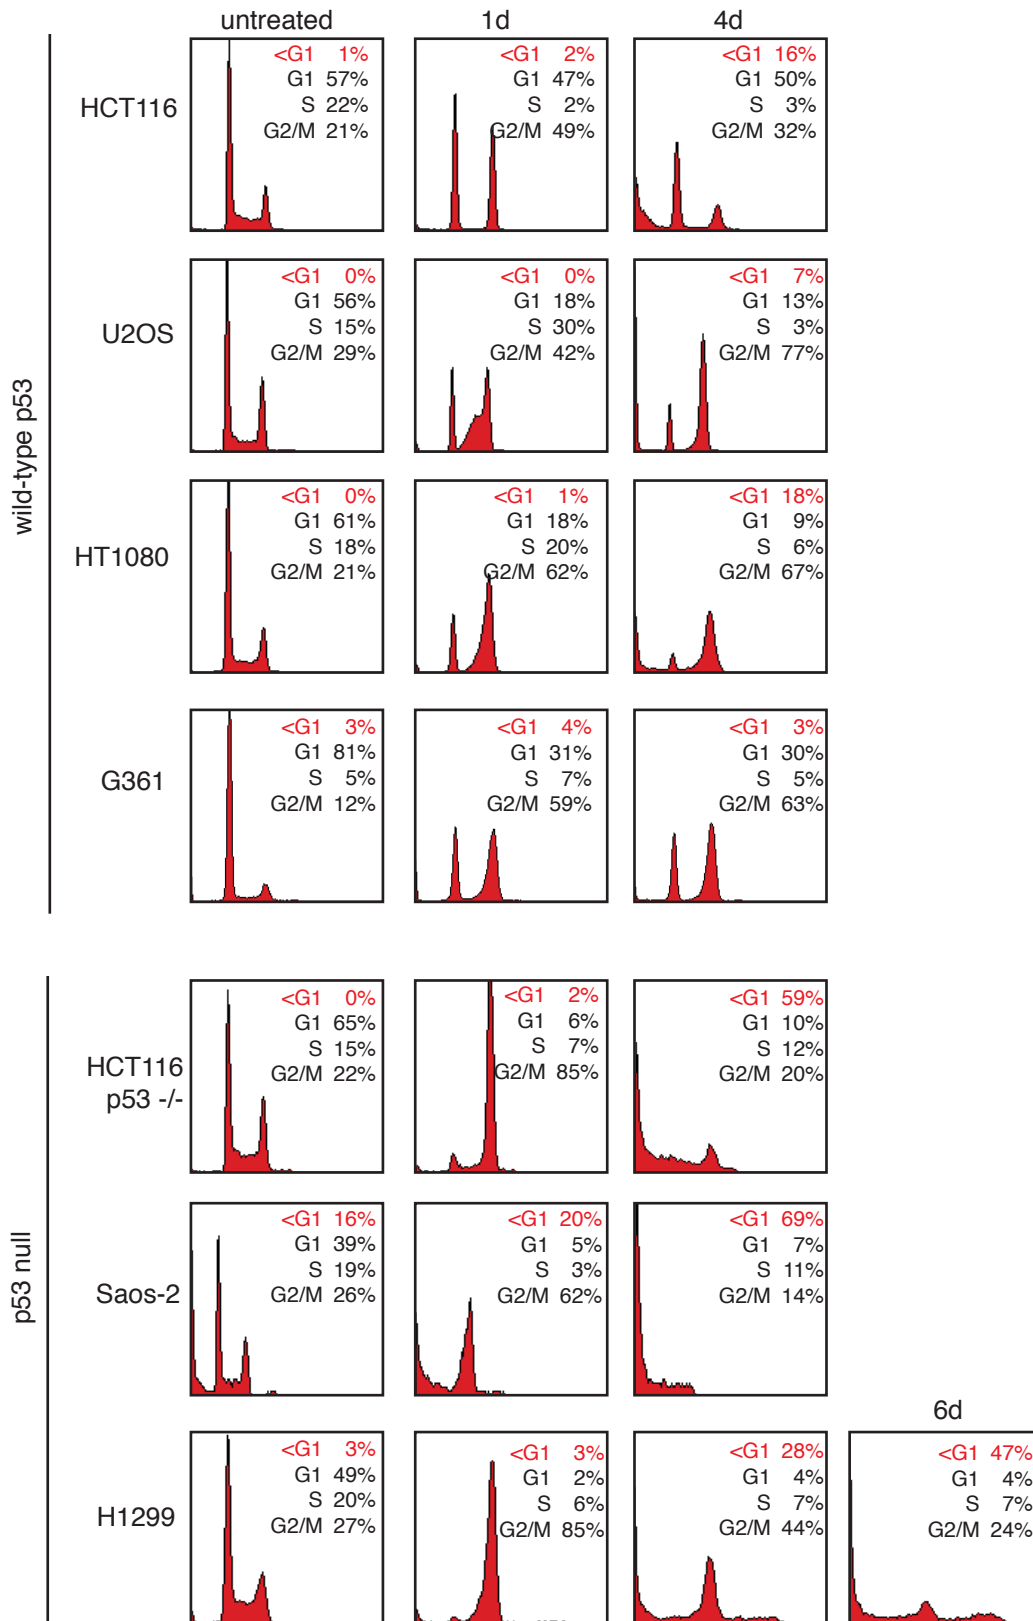 untreated 1d 4d
wild-type p53
HCT116
<G1 1%
G1 57%
S 22%
G2/M 21%
<G1 2%
G1 47%
S 2%
G2/M 49%
<G1 16%
G1 50%
S 3%
G2/M 32%
U2OS
<G1 0%
G1 56%
S 15%
G2/M 29%
<G1 0%
G1 18%
S 30%
G2/M 42%
<G1 7%
G1 13%
S 3%
G2/M 77%
HT1080
<G1 0%
G1 61%
S 18%
G2/M 21%
<G1 1%
G1 18%
S 20%
G2/M 62%
<G1 18%
G1 9%
S 6%
G2/M 67%
G361
<G1 3%
G1 81%
S 5%
G2/M 12%
<G1 4%
G1 31%
S 7%
G2/M 59%
<G1 3%
G1 30%
S 5%
G2/M 63%
p53 null
HCT116
p53 -/-
<G1 0%
G1 65%
S 15%
G2/M 22%
<G1 2%
G1 6%
S 7%
G2/M 85%
<G1 59%
G1 10%
S 12%
G2/M 20%
Saos-2
<G1 16%
G1 39%
S 19%
G2/M 26%
<G1 20%
G1 5%
S 3%
G2/M 62%
<G1 69%
G1 7%
S 11%
G2/M 14%
6d
H1299
<G1 3%
G1 49%
S 20%
G2/M 27%
<G1 3%
G1 2%
S 6%
G2/M 85%
<G1 28%
G1 4%
S 7%
G2/M 44%
<G1 47%
G1 4%
S 7%
G2/M 24%